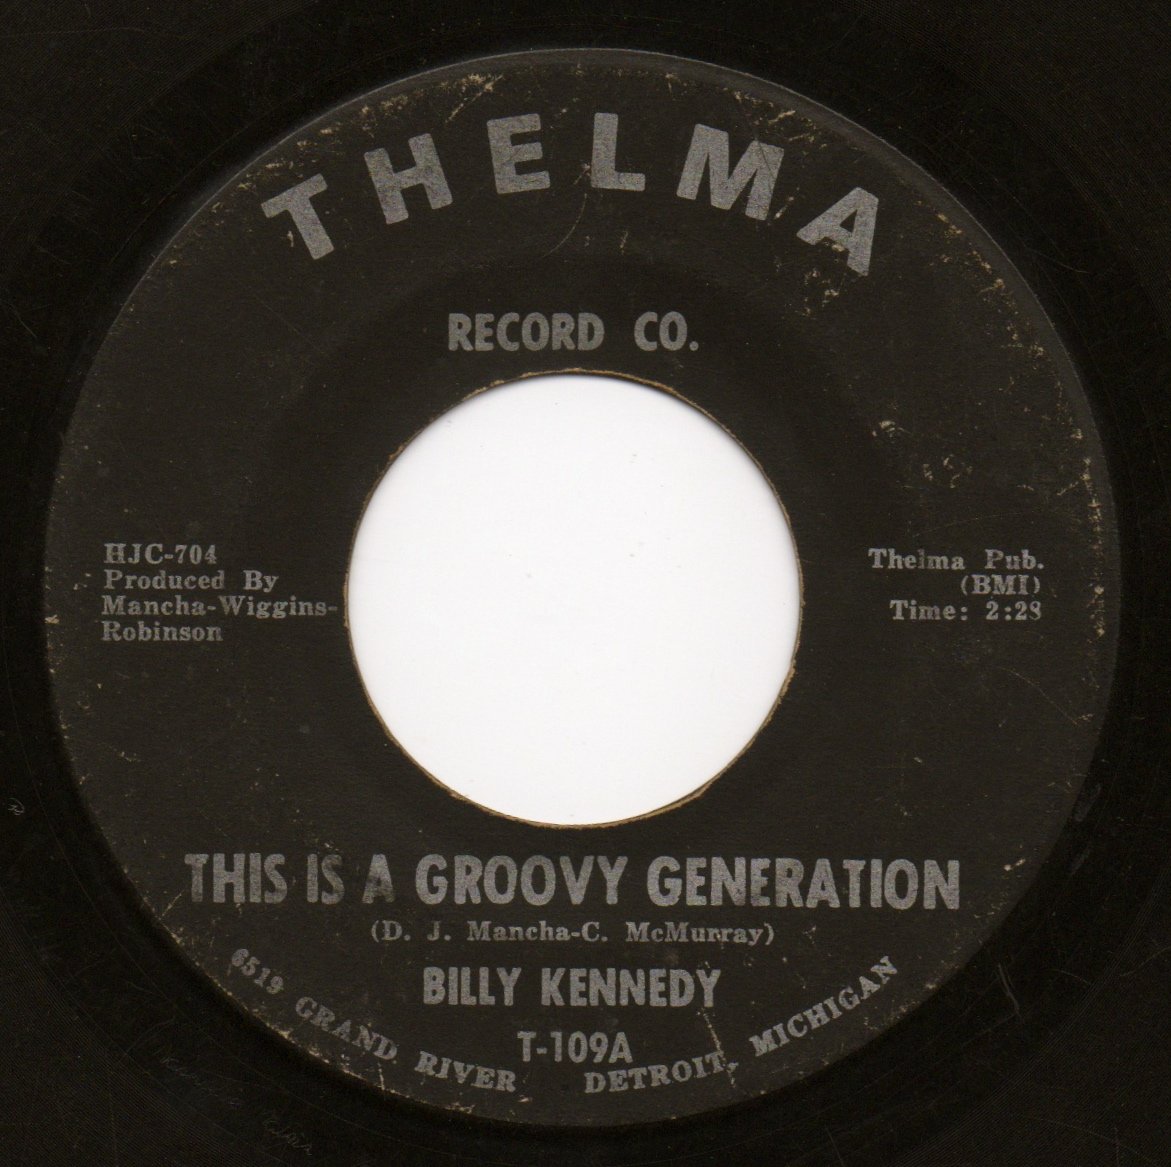 THELMA
RECORD CO.
HJC-704
Produced By
Mancha-Wiggins-
Robinson
Thelma Pub.
(BMI)
Time: 2:28
THIS IS A GROOVY GENERATION
(D. J. Mancha-C. McMurray)
BILLY KENNEDY
T-109A
6519 GRAND RIVER DETROIT, MICHIGAN